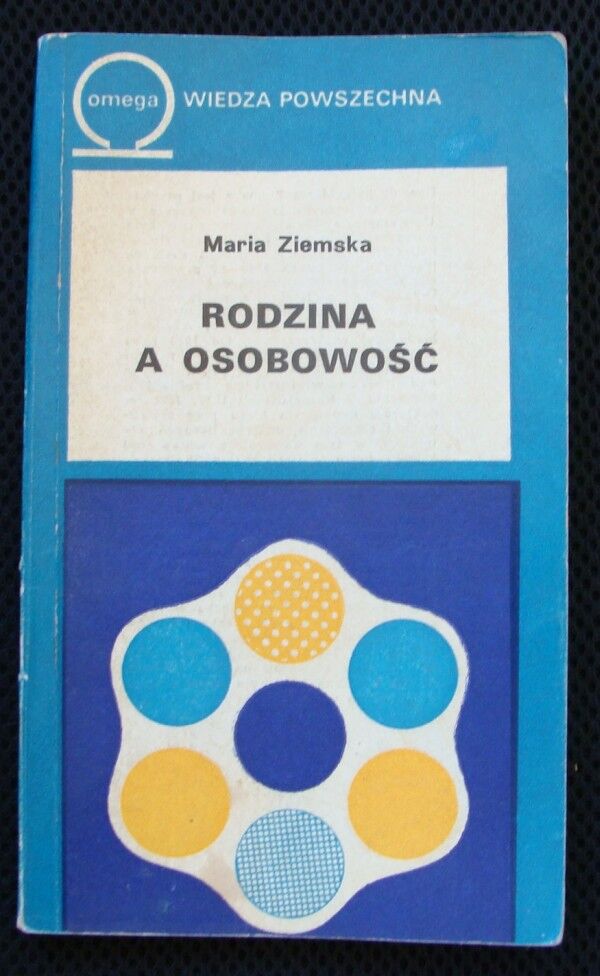 omega WIEDZA POWSZECHNA
Maria Ziemska
RODZINA
A OSOBOWOŚĆ